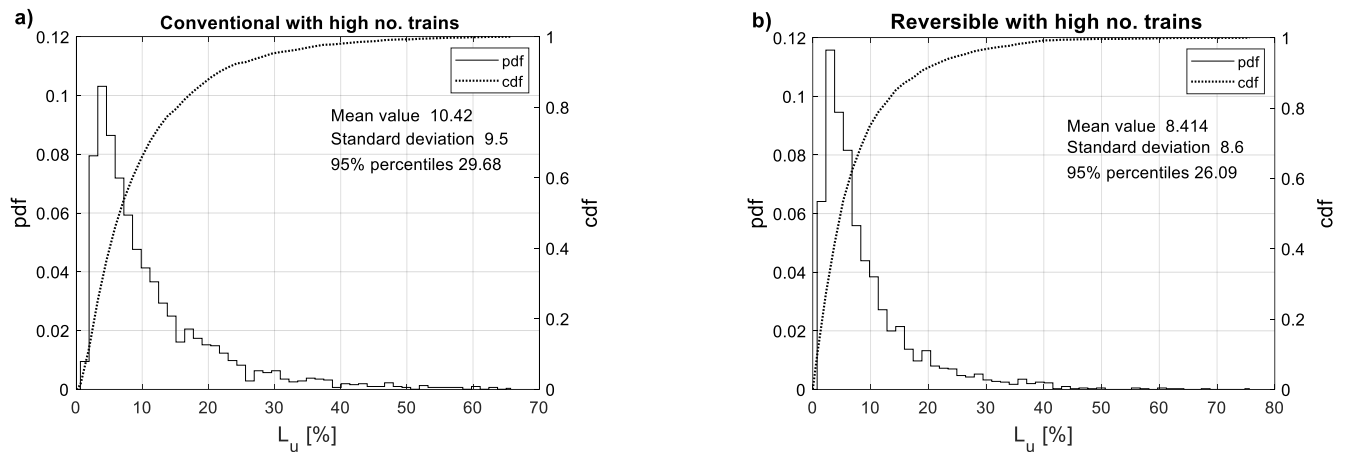 a)
Conventional with high no. trains
0.12
0.1
0.08
0.06
0.04
0.02
0
pdf
1
0.8
0.6
0.4
0.2
0
cdf
pdf
cdf
Mean value 10.42
Standard deviation 9.5
95% percentiles 29.68
0 10 20 30 40 50 60 70
Lu [%]
b)
Reversible with high no. trains
0.12
0.1
0.08
0.06
0.04
0.02
0
pdf
1
0.8
0.6
0.4
0.2
0
cdf
pdf
cdf
Mean value 8.414
Standard deviation 8.6
95% percentiles 26.09
0 10 20 30 40 50 60 70 80
Lu [%]